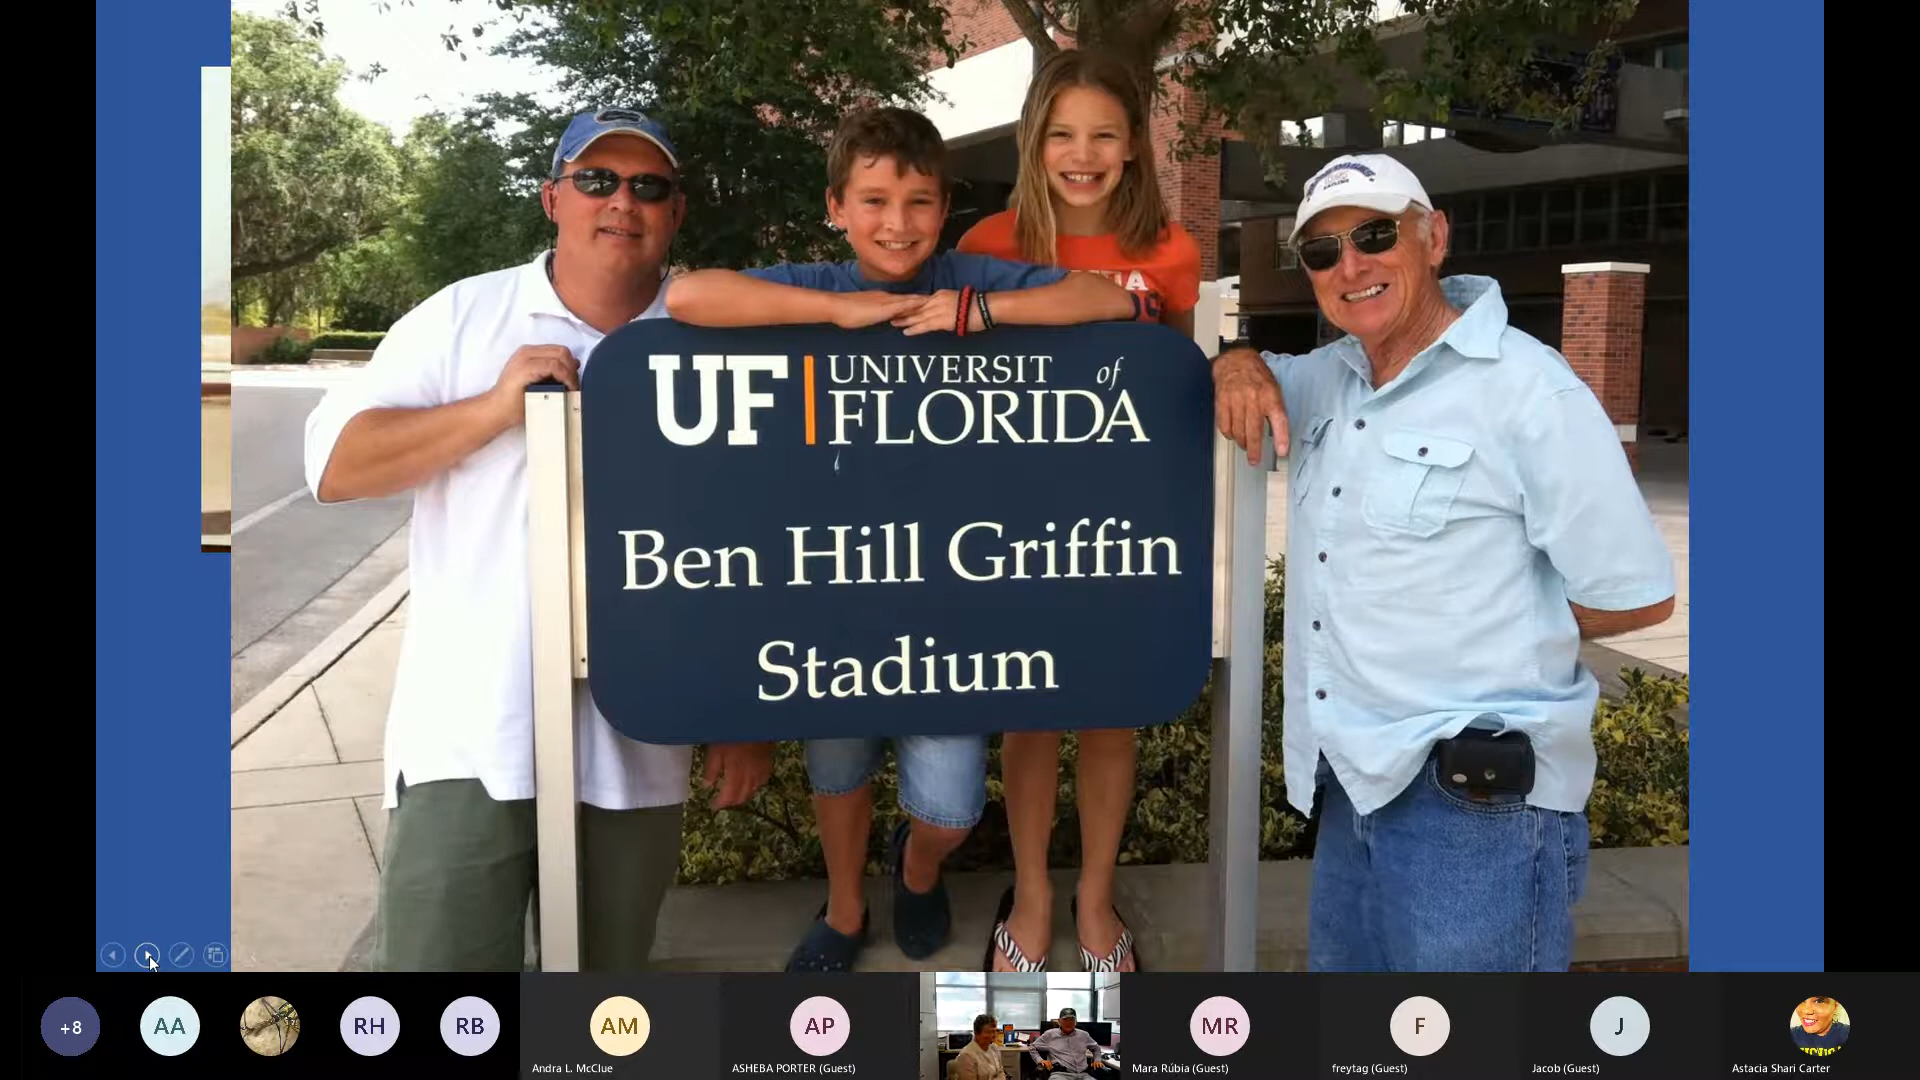 UF UNIVERSIT of
FLORIDA
Ben Hill Griffin
Stadium
+8
AA
RH
RB
AM
Andra L. McClue
AP
ASHEBA PORTER (Guest)
MR
Mara Rúbia (Guest)
F
freytag (Guest)
J
Jacob (Guest)
Astacia Shari Carter